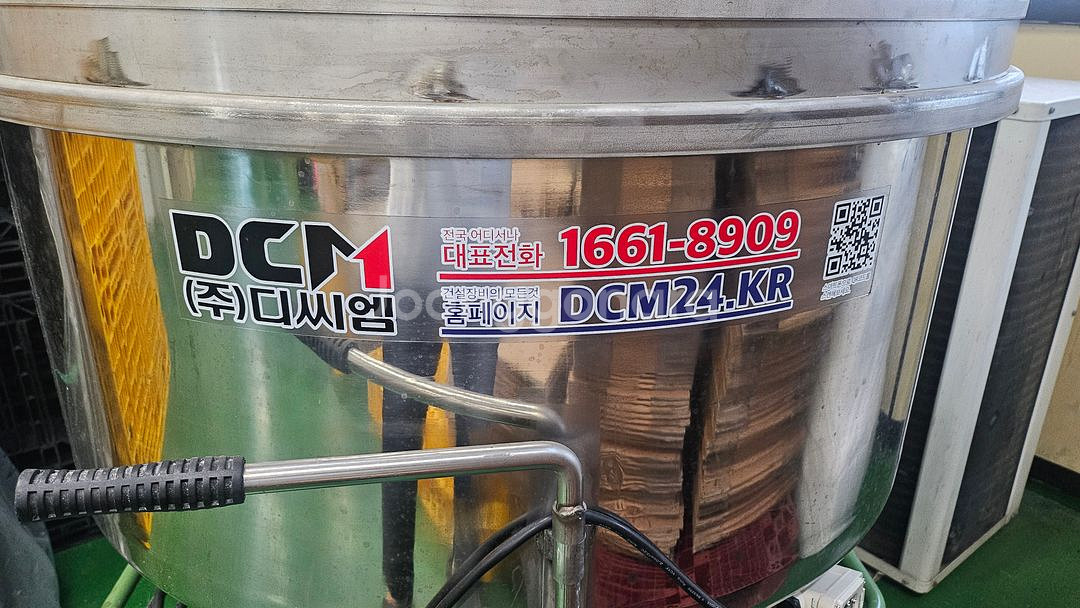 DCM
(주)디씨엠
전국 어디서나
대표전화 1661-8909
건설장비의 모든것
홈페이지 DCM24.KR